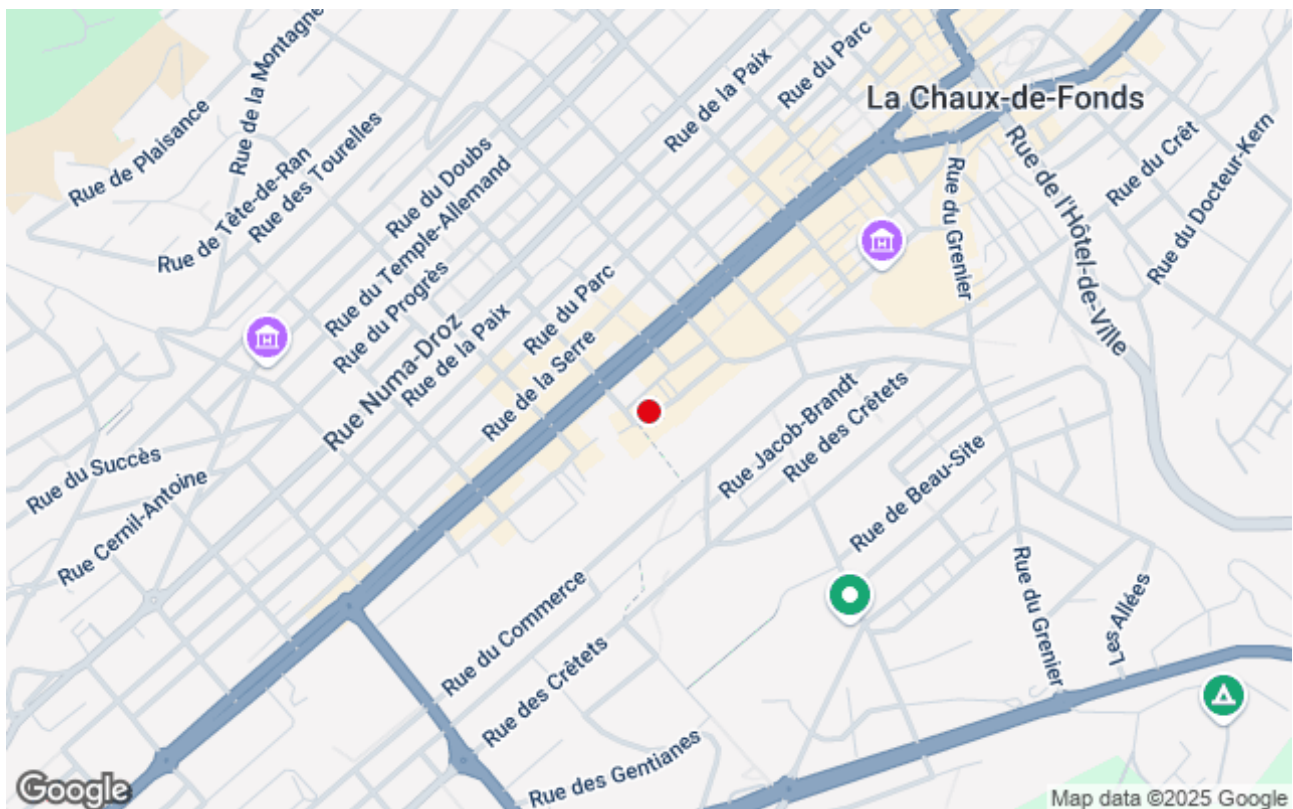 Rue de la Montagne
Rue de Plaisance
Rue de Tête-de-Ran
Rue des Tourelles
Rue du Doubs
Rue du Temple-Allemand
Rue du Progrès
Rue Numa-Droz
Rue de la Paix
Rue de la Paix
Rue du Parc
Rue du Parc
Rue de la Serre
La Chaux-de-Fonds
Rue du Grenier
Rue de l'Hôtel-de-Ville
Rue du Crêt
Rue du Docteur-Kern
Rue du Succès
Rue Cernil-Antoine
Rue Jacob-Brandt
Rue des Crêtets
Rue de Beau-Site
Rue du Grenier
Les Allées
Rue du Commerce
Rue des Crêtets
Rue des Gentianes
Google
Map data ©2025 Google